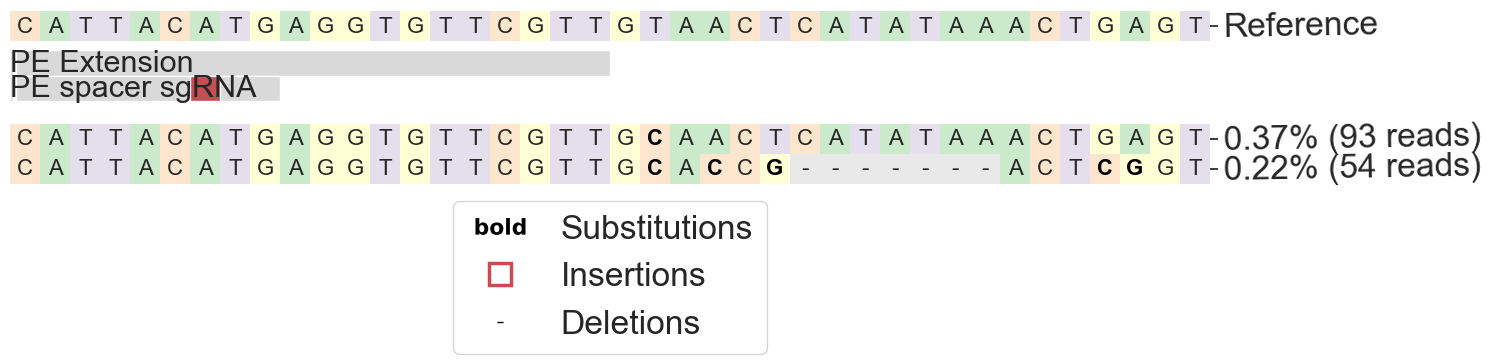 C A T T A C A T G A G G T G T T C G T T G T A A C T C A T A T A A A C T G A G T Reference
PE Extension
PE spacer sgRNA
C A T T A C A T G A G G T G T T C G T T G C A A C T C A T A T A A A C T G A G T 0.37% (93 reads)
C A T T A C A T G A G G T G T T C G T T G C A C C G - - - - - - - A C T C G G T 0.22% (54 reads)
bold Substitutions
Insertions
- Deletions